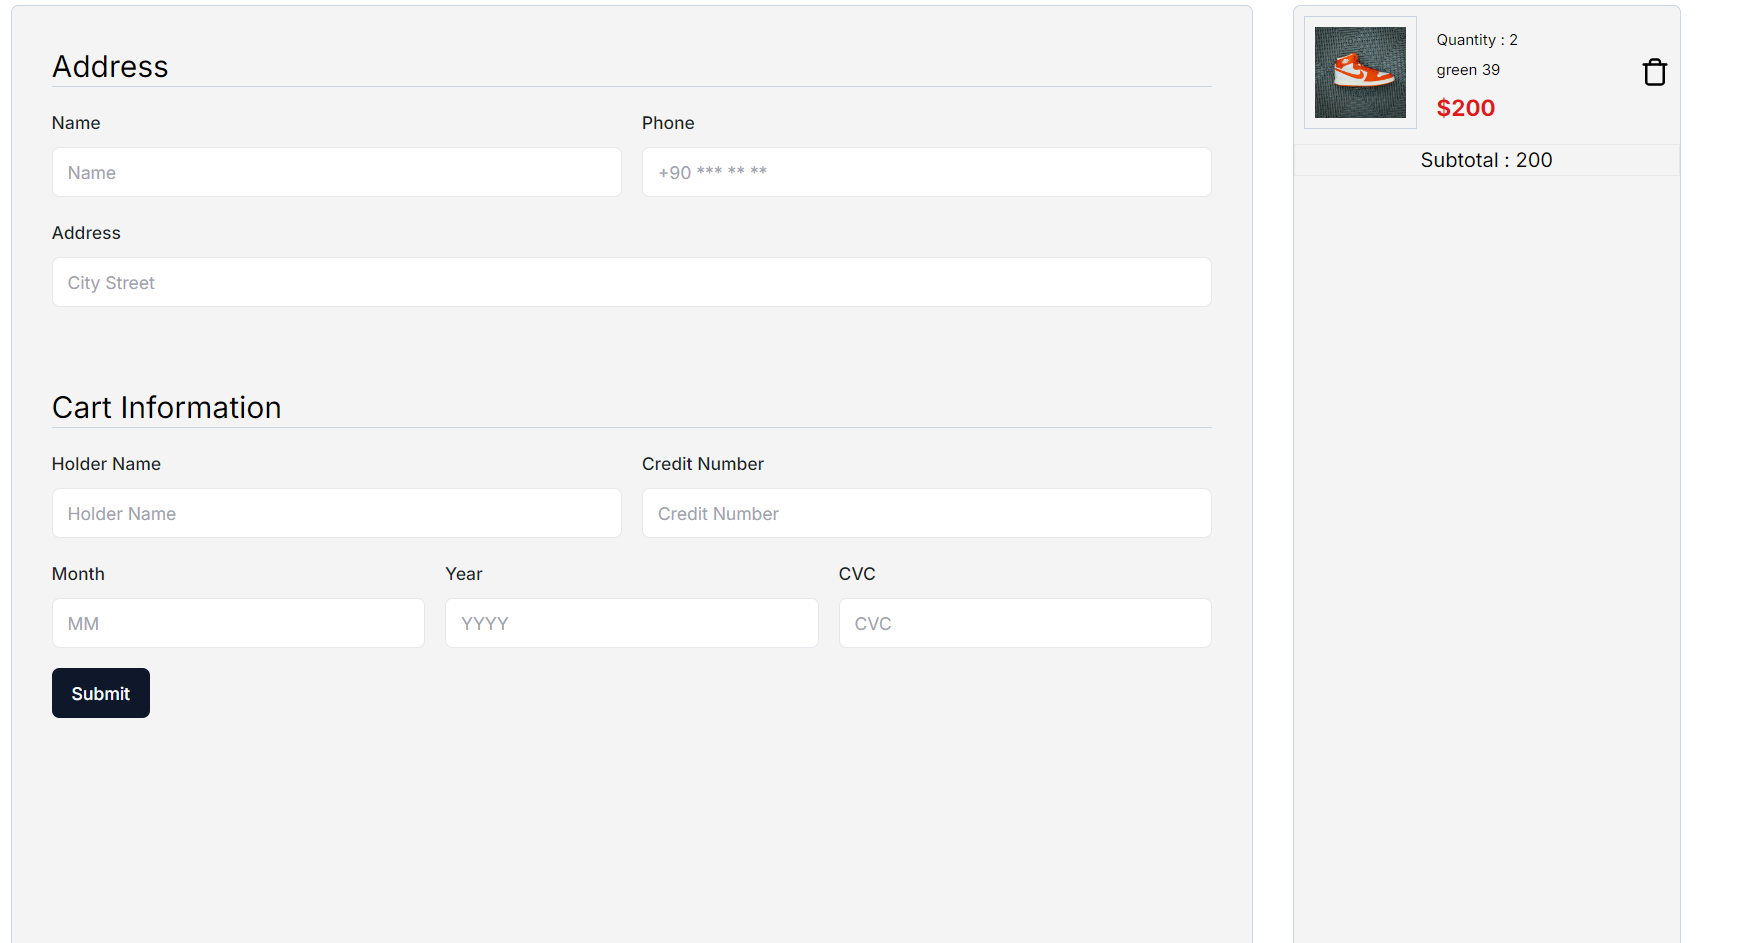 Address
Name
Phone
Name
+90 *** ** **
Address
City Street
Cart Information
Holder Name
Credit Number
Holder Name
Credit Number
Month
Year
CVC
MM
YYYY
CVC
Submit
Quantity : 2
green 39
$200
Subtotal : 200